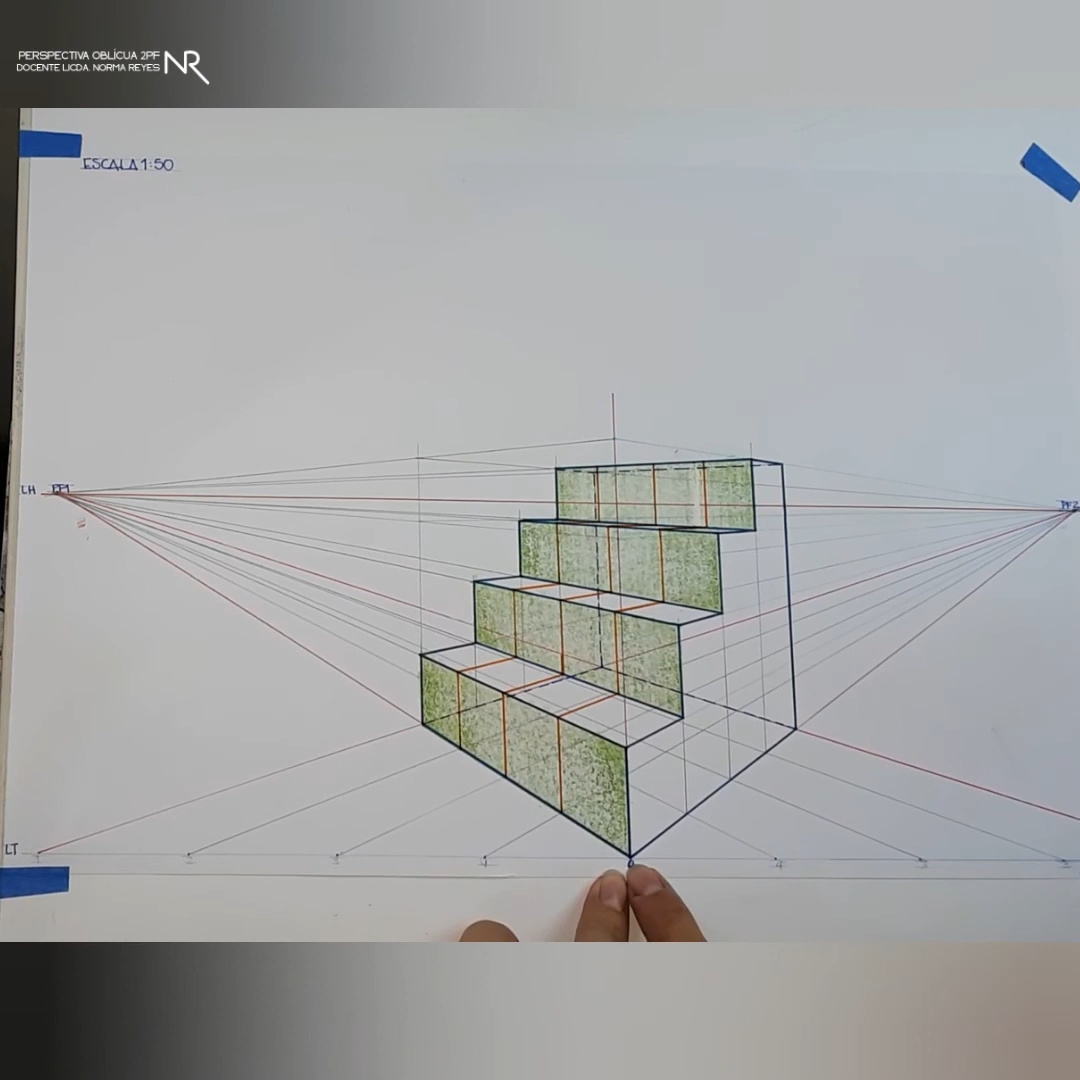 PERSPECTIVA OBLÍCUA 2PF
DOCENTE LICDA. NORMA REYES
NR
ESCALA 1:50
LH PF1
PF2
LT